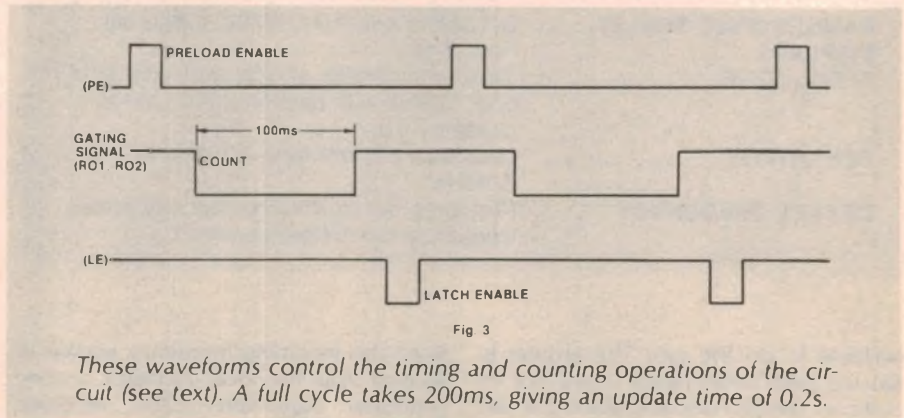 PRELOAD ENABLE
(PE)
100ms
GATING
SIGNAL
(RO1, RO2)
COUNT
(LE)
LATCH ENABLE
Fig 3
These waveforms control the timing and counting operations of the cir-
cuit (see text). A full cycle takes 200ms, giving an update time of 0.2s.